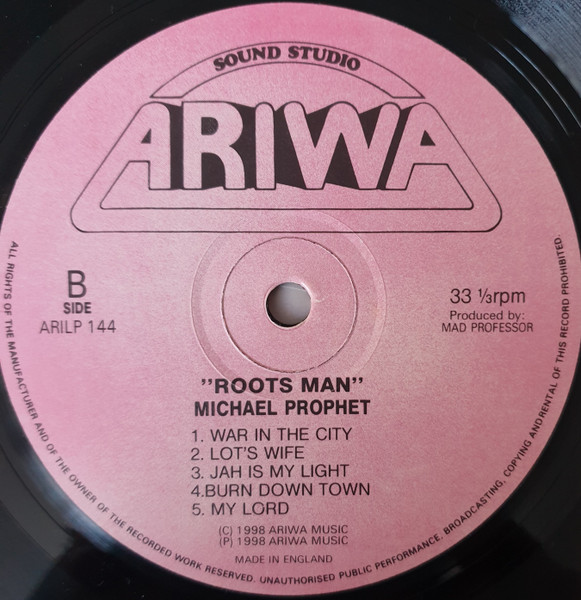 SOUND STUDIO
ARIWA
B
SIDE
ARILP 144
33 ⅓rpm
Produced by:
MAD PROFESSOR
"ROOTS MAN"
MICHAEL PROPHET
1. WAR IN THE CITY
2. LOT'S WIFE
3. JAH IS MY LIGHT
4.BURN DOWN TOWN
5. MY LORD
(C) 1998 ARIWA MUSIC
(P) 1998 ARIWA MUSIC
MADE IN ENGLAND
ALL RIGHTS OF THE MANUFACTURER AND OF THE OWNER OF THE RECORDED WORK RESERVED. UNAUTHORISED PUBLIC PERFORMANCE, BROADCASTING, COPYING AND RENTAL OF THIS RECORD PROHIBITED.